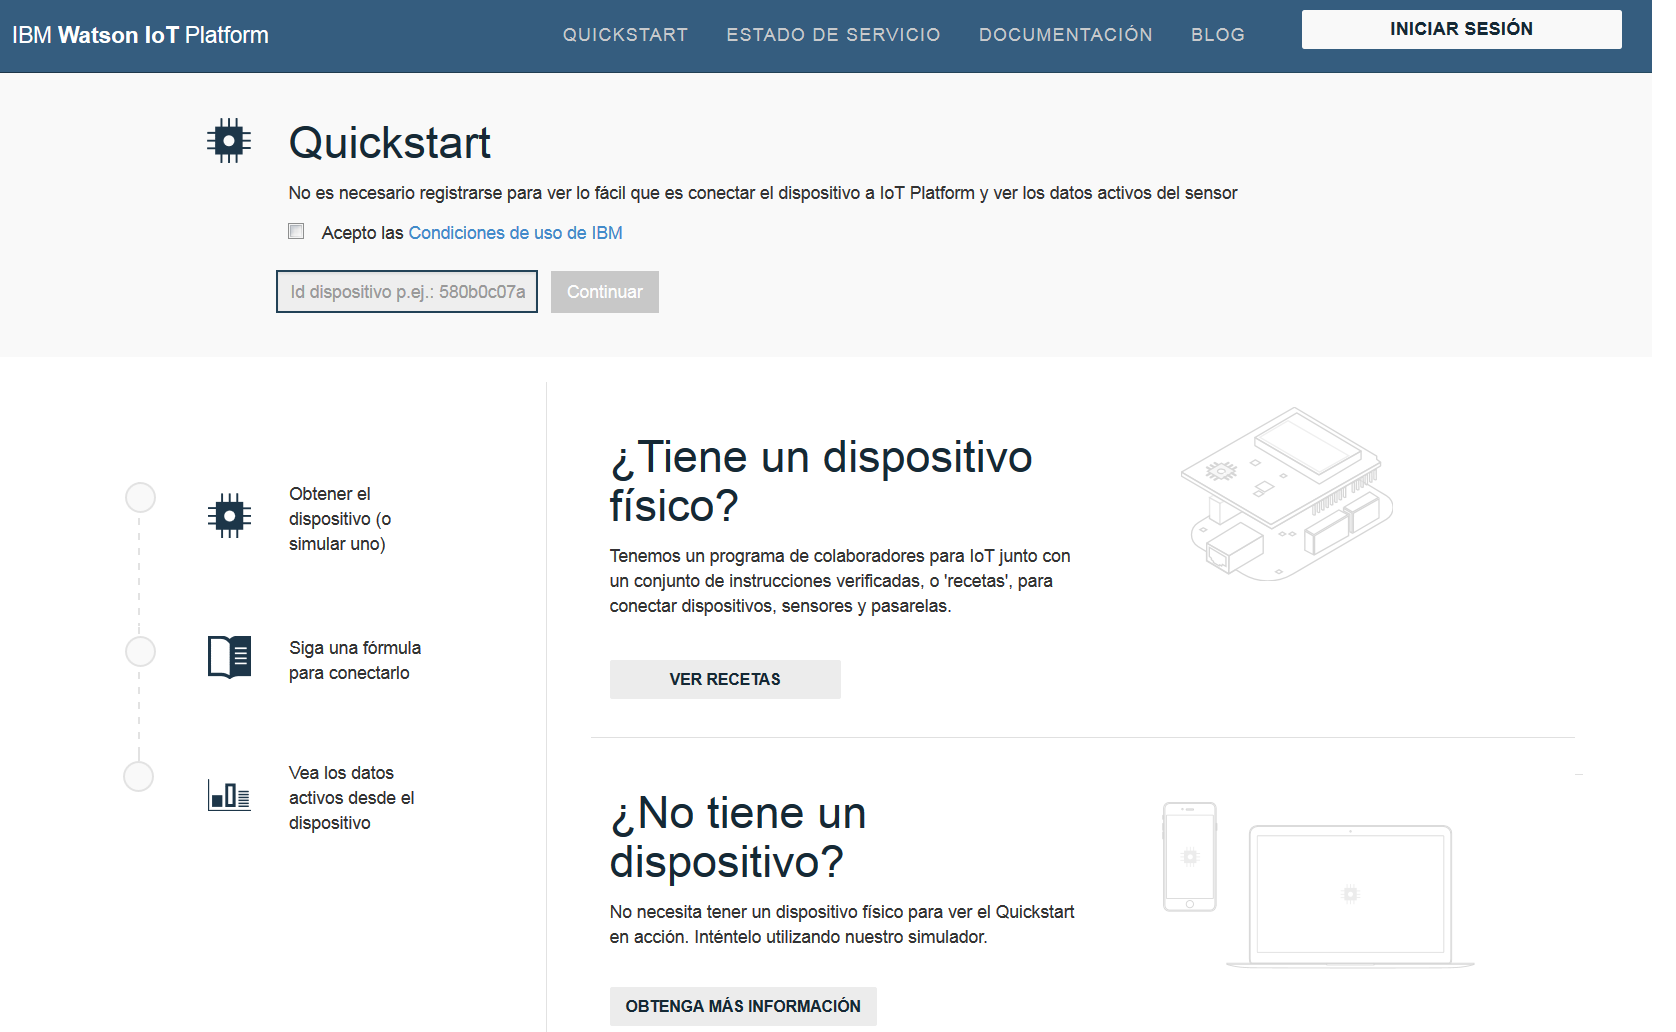 IBM Watson IoT Platform
QUICKSTART
ESTADO DE SERVICIO
DOCUMENTACIÓN
BLOG
INICIAR SESIÓN
Quickstart
No es necesario registrarse para ver lo fácil que es conectar el dispositivo a IoT Platform y ver los datos activos del sensor
Acepto las Condiciones de uso de IBM
Id dispositivo p.ej.: 580b0c07a
Continuar
Obtener el
dispositivo (o
simular uno)
Siga una fórmula
para conectarlo
Vea los datos
activos desde el
dispositivo
¿Tiene un dispositivo
físico?
Tenemos un programa de colaboradores para IoT junto con
un conjunto de instrucciones verificadas, o 'recetas', para
conectar dispositivos, sensores y pasarelas.
VER RECETAS
¿No tiene un
dispositivo?
No necesita tener un dispositivo físico para ver el Quickstart
en acción. Inténtelo utilizando nuestro simulador.
OBTENGA MÁS INFORMACIÓN